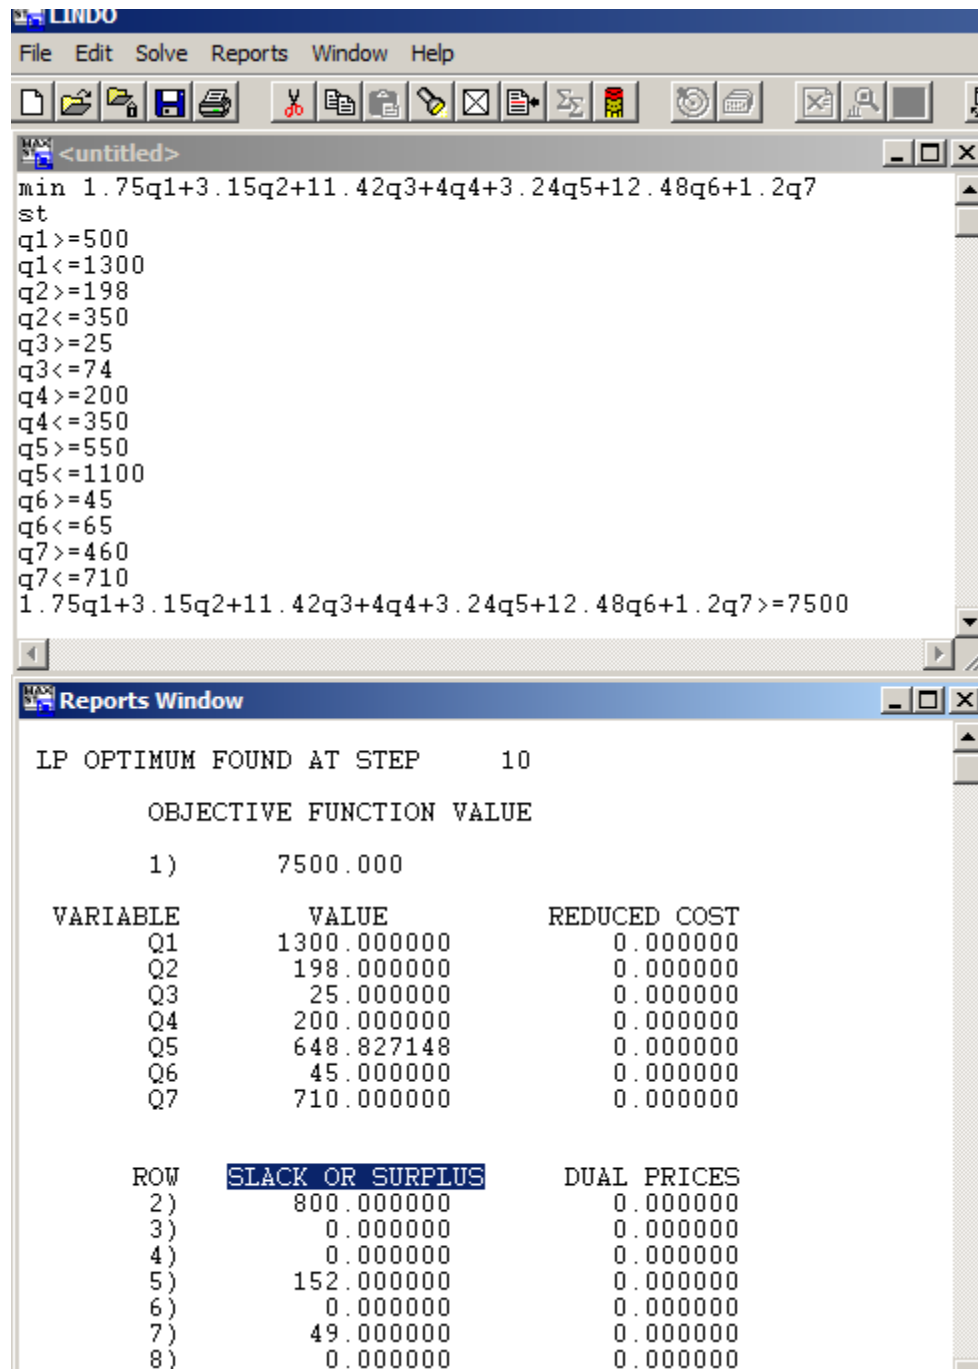 LINDO
File Edit Solve Reports Window Help
<untitled>
min 1.75q1+3.15q2+11.42q3+4q4+3.24q5+12.48q6+1.2q7
st
q1>=500
q1<=1300
q2>=198
q2<=350
q3>=25
q3<=74
q4>=200
q4<=350
q5>=550
q5<=1100
q6>=45
q6<=65
q7>=460
q7<=710
1.75q1+3.15q2+11.42q3+4q4+3.24q5+12.48q6+1.2q7>=7500
Reports Window
LP OPTIMUM FOUND AT STEP 10
OBJECTIVE FUNCTION VALUE
1) 7500.000
VARIABLE VALUE REDUCED COST
Q1 1300.000000 0.000000
Q2 198.000000 0.000000
Q3 25.000000 0.000000
Q4 200.000000 0.000000
Q5 648.827148 0.000000
Q6 45.000000 0.000000
Q7 710.000000 0.000000
ROW SLACK OR SURPLUS DUAL PRICES
2) 800.000000 0.000000
3) 0.000000 0.000000
4) 0.000000 0.000000
5) 152.000000 0.000000
6) 0.000000 0.000000
7) 49.000000 0.000000
8) 0.000000 0.000000